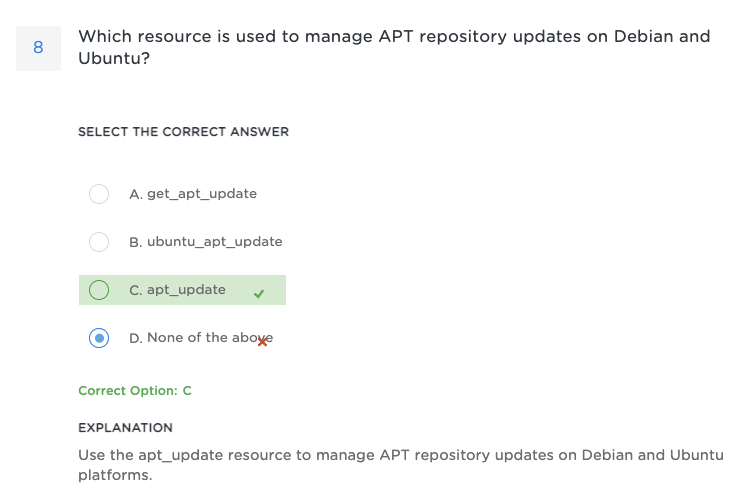 8
Which resource is used to manage APT repository updates on Debian and
Ubuntu?
SELECT THE CORRECT ANSWER
A. get_apt_update
B. ubuntu_apt_update
C. apt_update
D. None of the above
Correct Option: C
EXPLANATION
Use the apt_update resource to manage APT repository updates on Debian and Ubuntu
platforms.